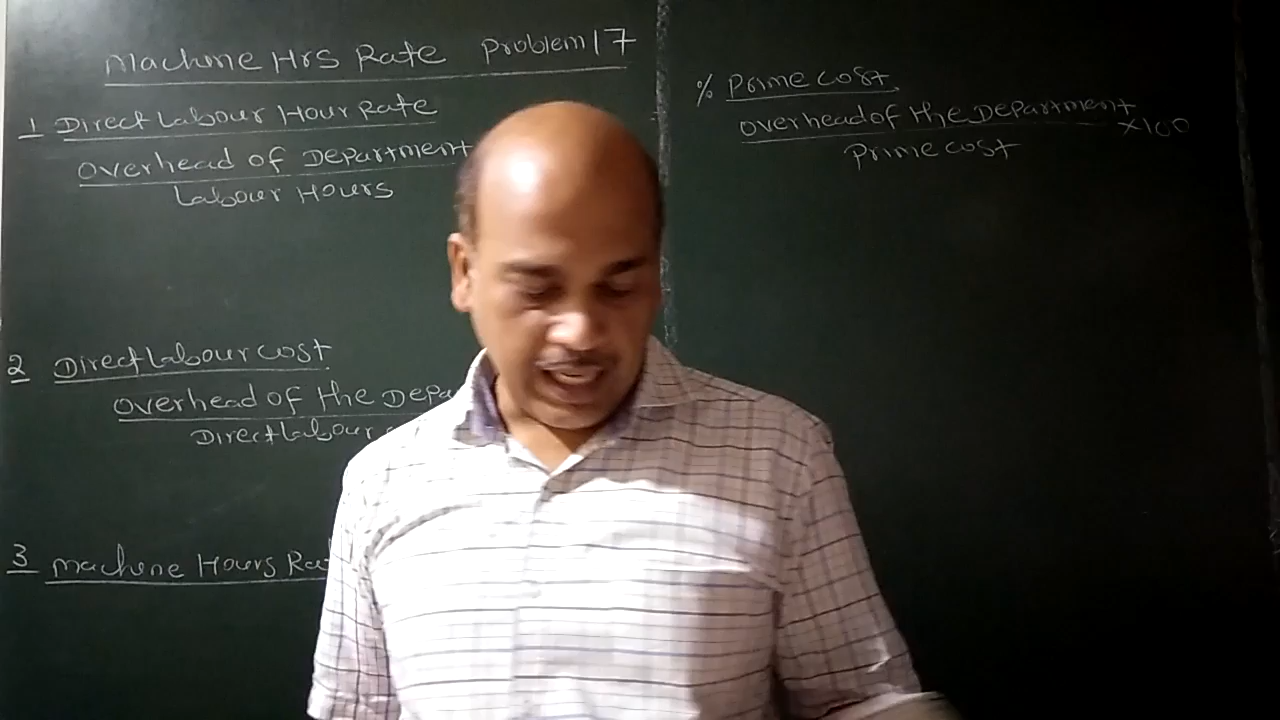 Machine Hrs Rate Problem 17
1 Direct Labour Hour Rate
Overhead of Department
Labour Hours
2 Direct Labour Cost
Overhead of the
Direct labour
3 Machine Hours
% Prime cost
Overhead of the Department
×100
Prime cost